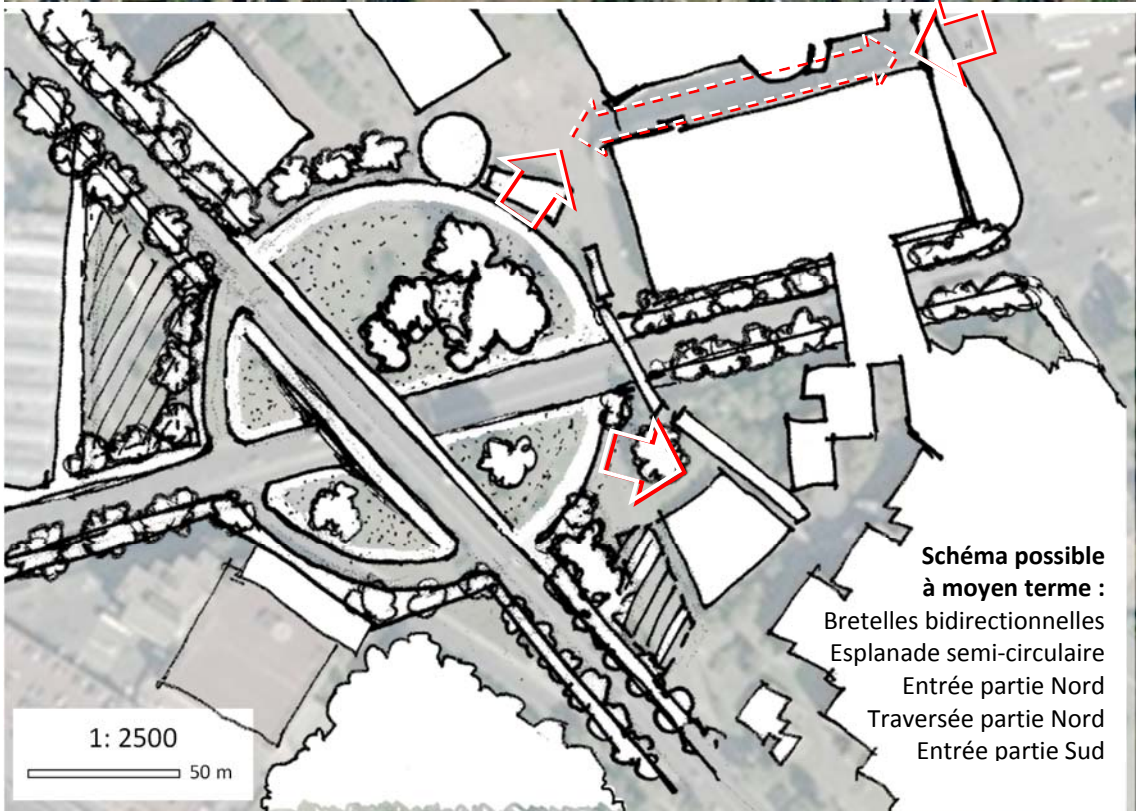 Schéma possible
à moyen terme :
Bretelles bidirectionnelles
Esplanade semi-circulaire
Entrée partie Nord
Traversée partie Nord
Entrée partie Sud
1: 2500
50 m